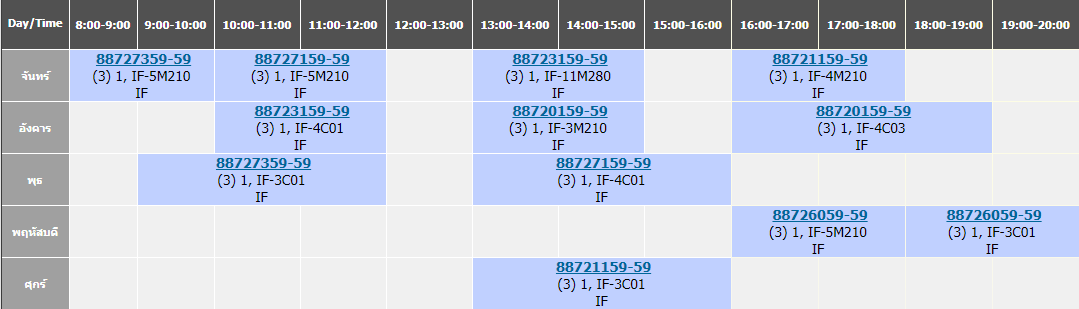 Day/Time 8:00-9:00 9:00-10:00 10:00-11:00 11:00-12:00 12:00-13:00 13:00-14:00 14:00-15:00 15:00-16:00 16:00-17:00 17:00-18:00 18:00-19:00 19:00-20:00
88727359-59 88727159-59 88723159-59 88721159-59
จันทร์ (3) 1, IF-5M210 (3) 1, IF-5M210 (3) 1, IF-11M280 (3) 1, IF-4M210
IF IF IF IF
88723159-59 88720159-59 88720159-59
อังคาร (3) 1, IF-4C01 (3) 1, IF-3M210 (3) 1, IF-4C03
IF IF IF
88727359-59 88727159-59
พุธ (3) 1, IF-3C01 (3) 1, IF-4C01
IF IF
88726059-59 88726059-59
พฤหัสบดี (3) 1, IF-5M210 (3) 1, IF-3C01
IF IF
88721159-59
ศุกร์ (3) 1, IF-3C01
IF